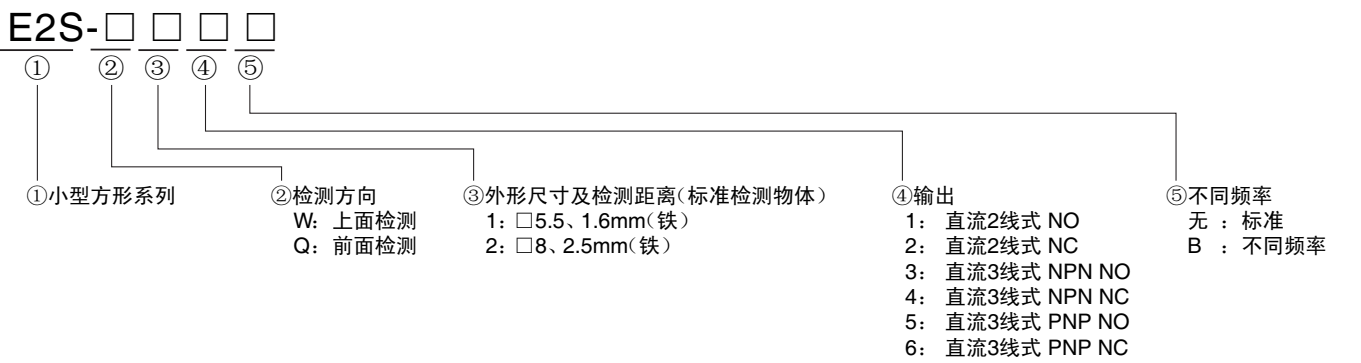 E2S-□ □ □ □
① ② ③ ④ ⑤
①小型方形系列
②检测方向
W: 上面检测
Q: 前面检测
③外形尺寸及检测距离(标准检测物体)
1: □5.5、1.6mm(铁)
2: □8、2.5mm(铁)
④输出
1: 直流2线式 NO
2: 直流2线式 NC
3: 直流3线式 NPN NO
4: 直流3线式 NPN NC
5: 直流3线式 PNP NO
6: 直流3线式 PNP NC
⑤不同频率
无 : 标准
B : 不同频率